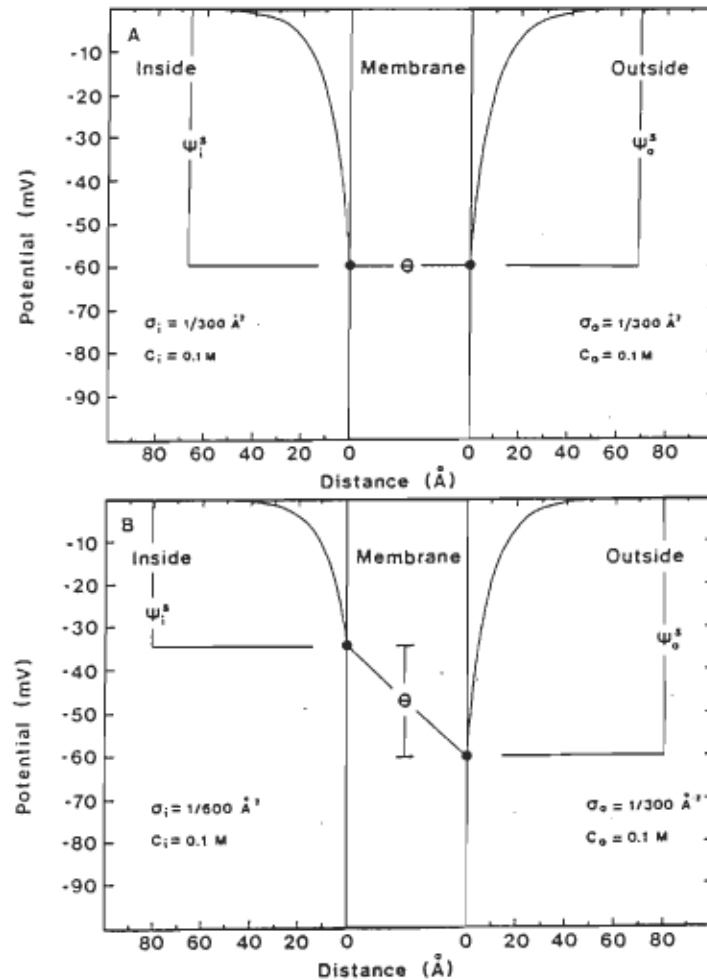 A
Inside
Membrane
Outside
Ψᵢˢ
Ψₒˢ
Θ
σᵢ = 1/300 Å²
Cᵢ = 0.1 M
σₒ = 1/300 Å²
Cₒ = 0.1 M
Potential (mV)
-10
-20
-30
-40
-50
-60
-70
-80
-90
80 60 40 20 0 0 20 40 60 80
Distance (Å)
B
Inside
Membrane
Outside
Ψᵢˢ
Ψₒˢ
Θ
σᵢ = 1/600 Å²
Cᵢ = 0.1 M
σₒ = 1/300 Å²
Cₒ = 0.1 M
Potential (mV)
-10
-20
-30
-40
-50
-60
-70
-80
-90
80 60 40 20 0 0 20 40 60 80
Distance (Å)